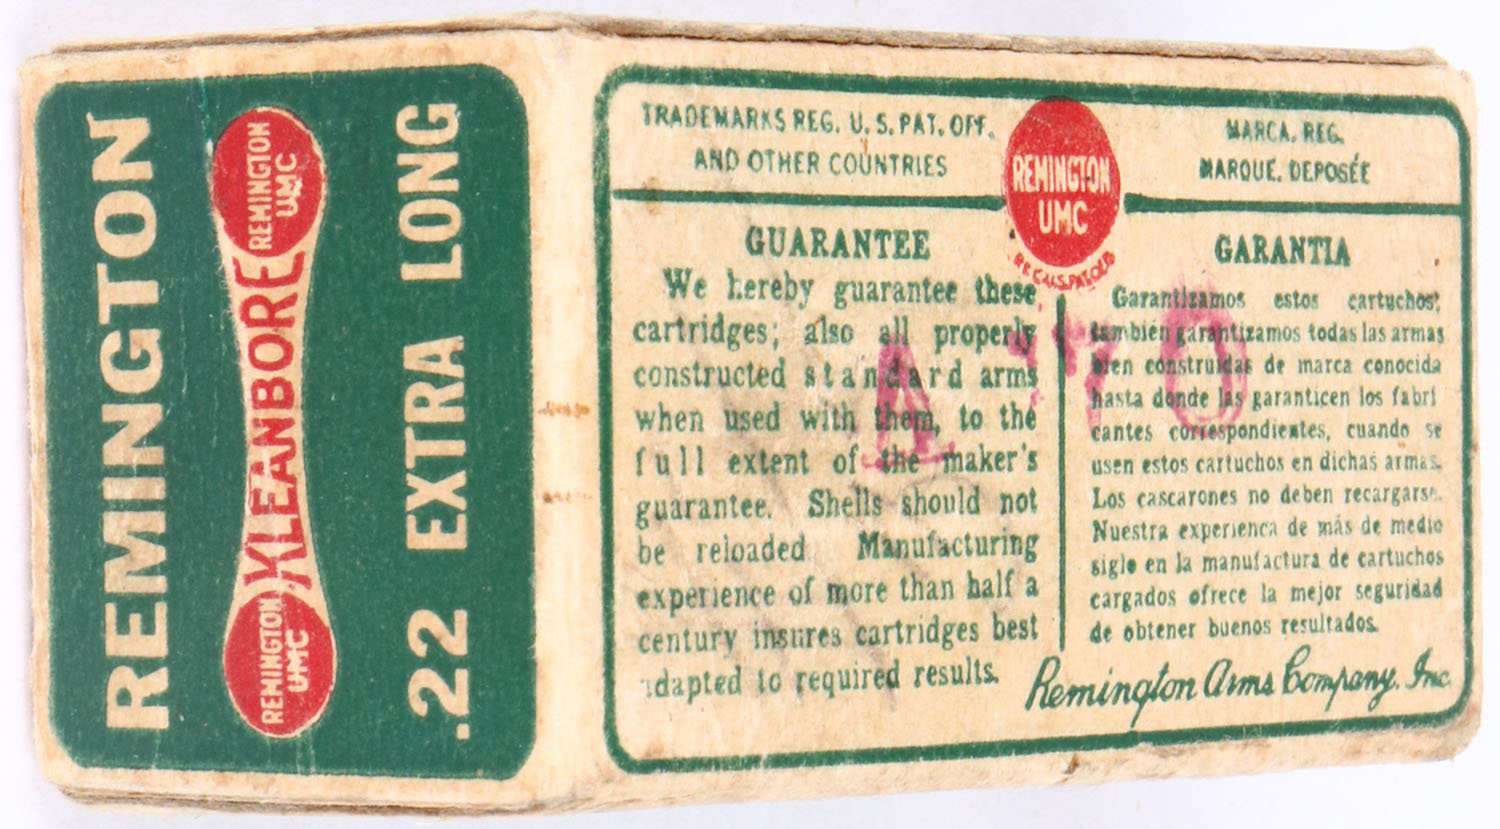 REMINGTON
REMINGTON
UMC
KLEANBORE
REMINGTON
UMC
.22 EXTRA LONG
TRADEMARKS REG. U.S. PAT. OFF.
AND OTHER COUNTRIES
REMINGTON
UMC
MARCA. REG.
MARQUE. DEPOSÉE
GUARANTEE
We hereby guarantee these
cartridges; also all properly
constructed standard arms
when used with them, to the
full extent of the maker's
guarantee. Shells should not
be reloaded Manufacturing
experience of more than half a
century insures cartridges best
adapted to required results.
GARANTIA
Garantizamos estos cartuchos;
también garantizamos todas las armas
bien construidas de marca conocida
hasta donde las garanticen los fabri
cantes correspondientes, cuando se
usen estos cartuchos en dichas armas.
Los cascarones no deben recargarse.
Nuestra experienca de más de medio
siglo en la manufactura de cartuchos
cargados ofrece la mejor seguridad
de obtener buenos resultados.
Remington Arms Company, Inc.